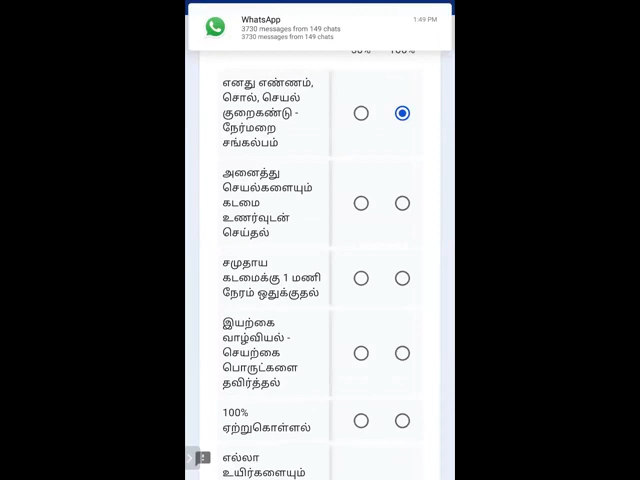 WhatsApp
1:49 PM
3730 messages from 149 chats
3730 messages from 149 chats
50% 100%
எனது எண்ணம்,
சொல், செயல்
குறைகண்டு -
நேர்மறை
சங்கல்பம்
அனைத்து
செயல்களையும்
கடமை
உணர்வுடன்
செய்தல்
சமுதாய
கடமைக்கு 1 மணி
நேரம் ஒதுக்குதல்
இயற்கை
வாழ்வியல் -
செயற்கை
பொருட்களை
தவிர்த்தல்
100%
ஏற்றுகொள்ளல்
எல்லா
உயிர்களையும்